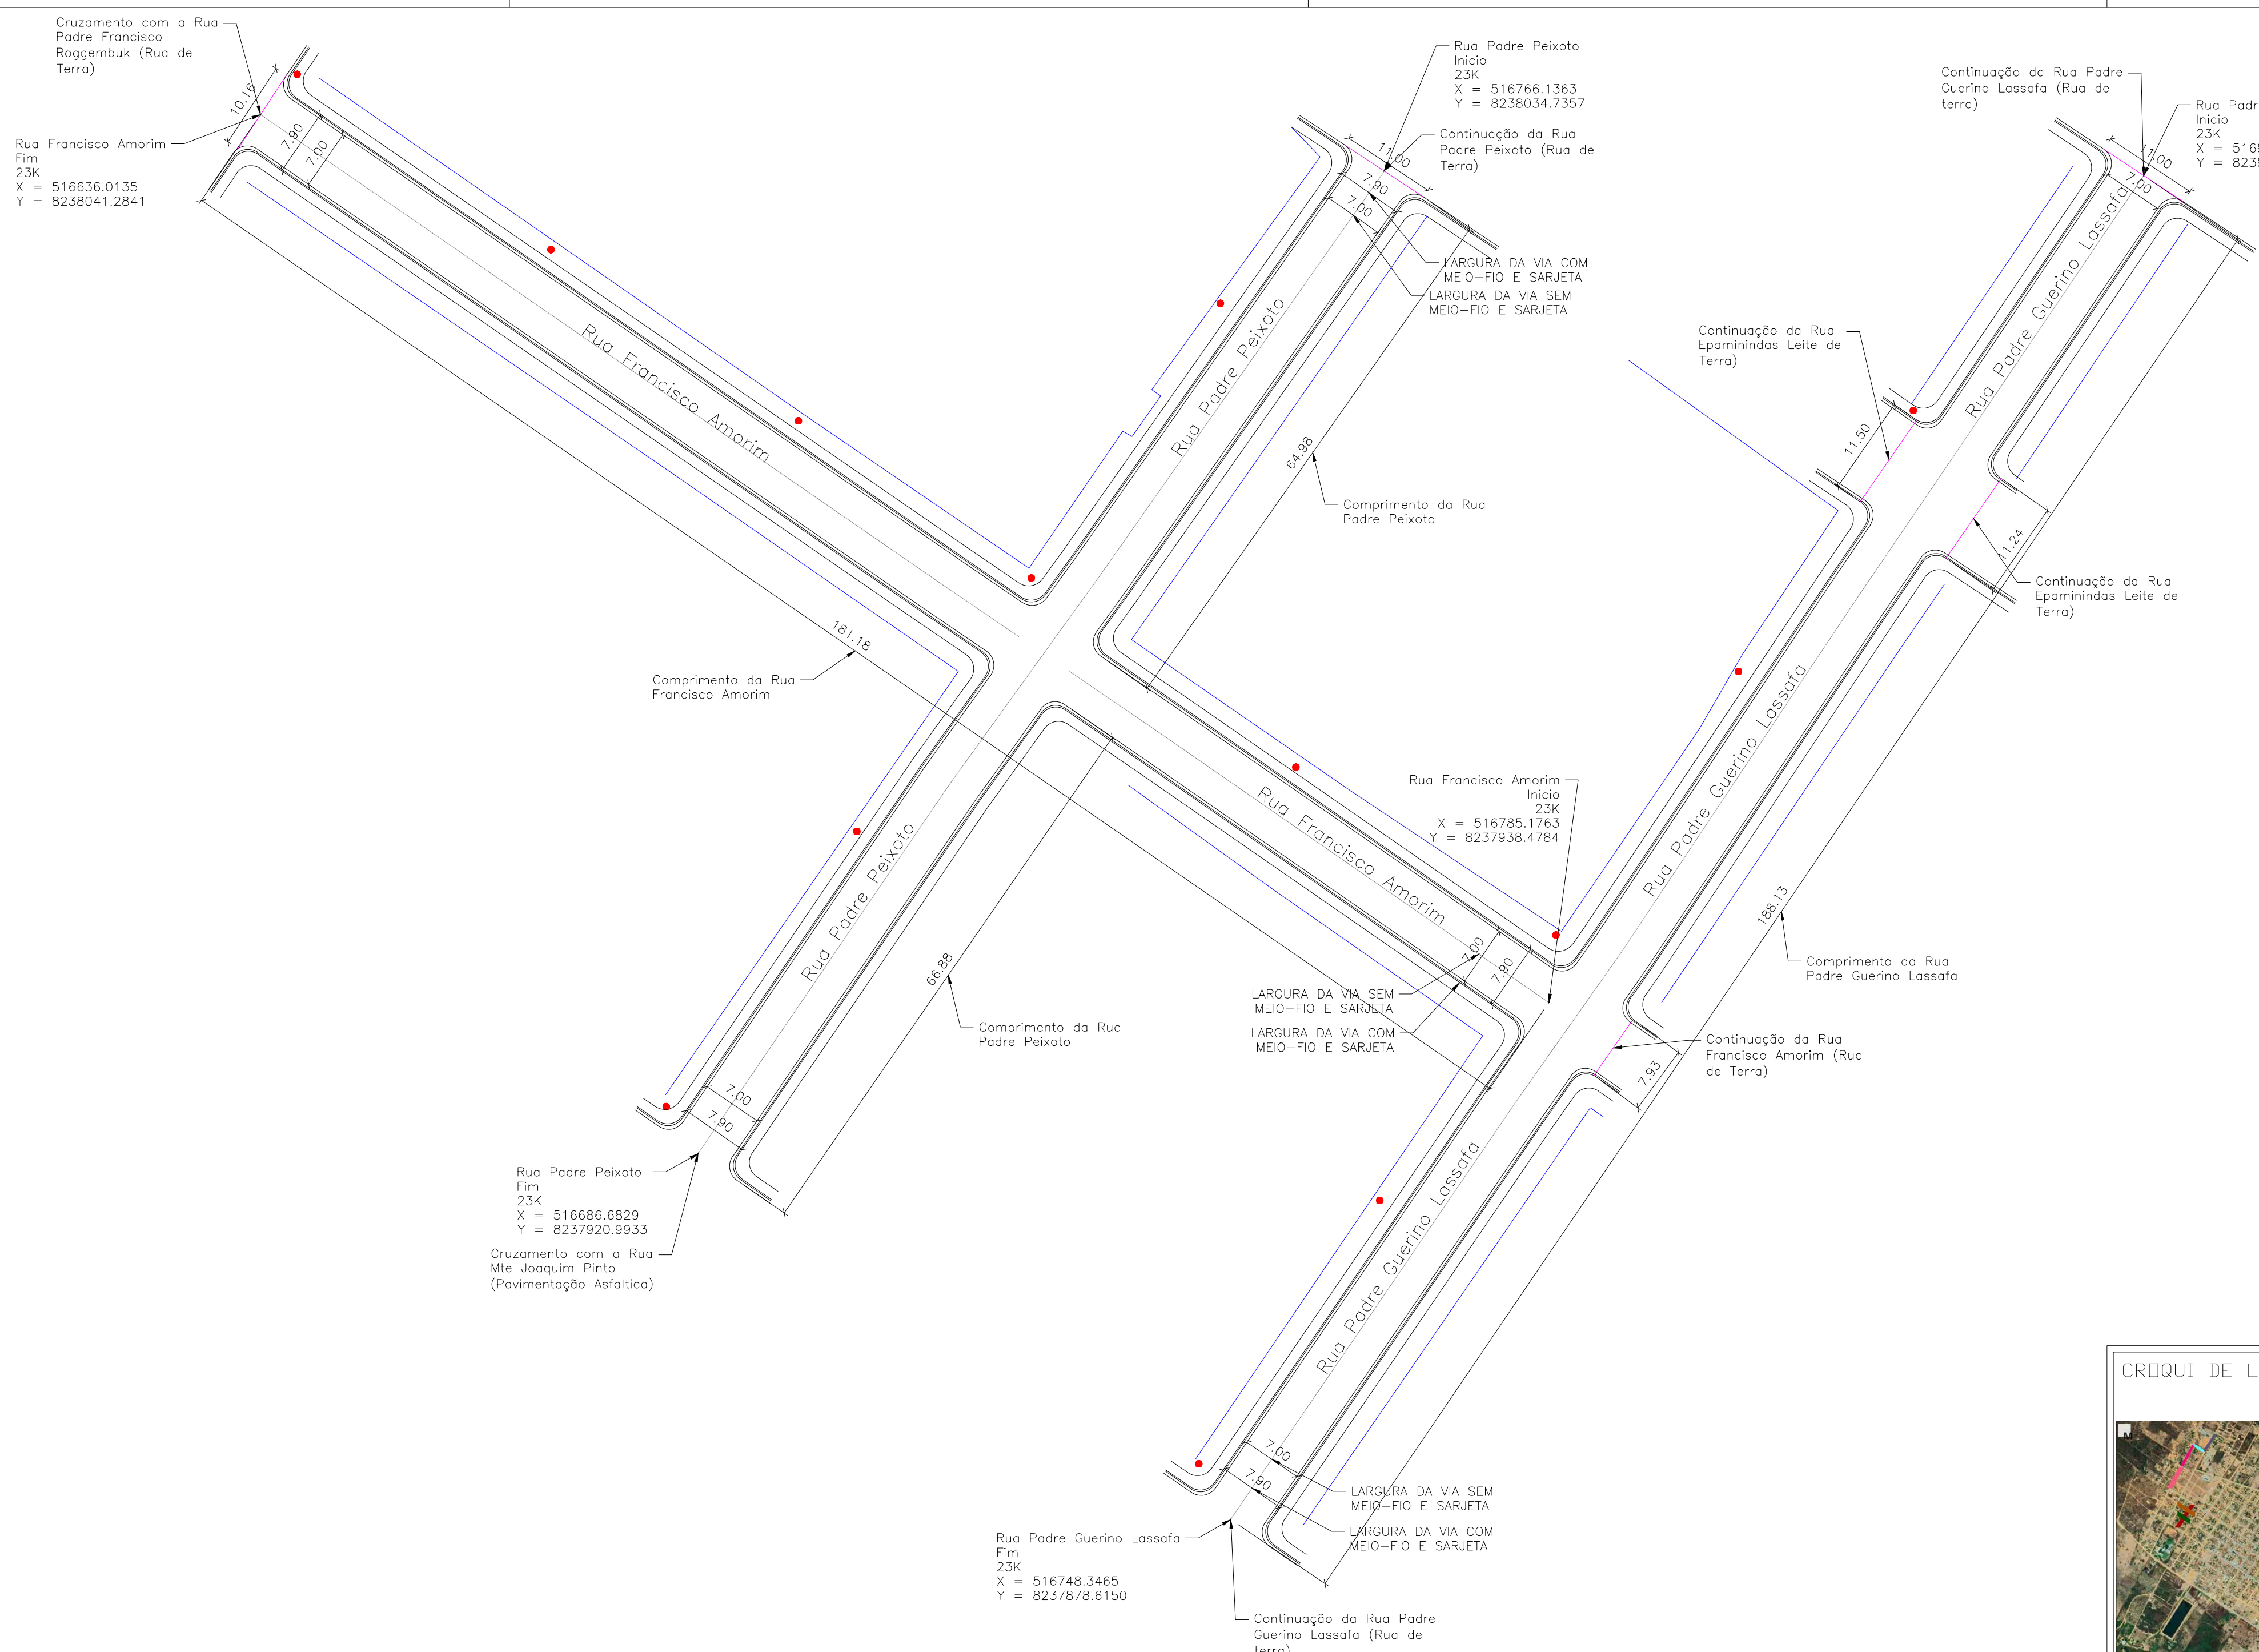 Cruzamento com a Rua
Padre Francisco
Roggembuk (Rua de
Terra)
10.16
7.90
7.00
Rua Francisco Amorim
Fim
23K
X = 516636.0135
Y = 8238041.2841
Rua Padre Peixoto
Inicio
23K
X = 516766.1363
Y = 8238034.7357
Continuação da Rua
Padre Peixoto (Rua de
Terra)
11.00
7.90
7.00
LARGURA DA VIA COM
MEIO-FIO E SARJETA
LARGURA DA VIA SEM
MEIO-FIO E SARJETA
Continuação da Rua Padre
Guerino Lassafa (Rua de
terra)
Rua Padr
Inicio
23K
X = 516
Y = 8238
11.00
7.00
Rua Padre Guerino Lassafa
Continuação da Rua
Epaminindas Leite de
Terra)
11.50
11.24
Continuação da Rua
Epaminindas Leite de
Terra)
Rua Francisco Amorim
Rua Padre Peixoto
64.98
Comprimento da Rua
Padre Peixoto
181.18
Comprimento da Rua
Francisco Amorim
Rua Francisco Amorim
Inicio
23K
X = 516785.1763
Y = 8237938.4784
Rua Francisco Amorim
Rua Padre Guerino Lassafa
188.13
Comprimento da Rua
Padre Guerino Lassafa
Rua Padre Peixoto
66.88
Comprimento da Rua
Padre Peixoto
7.00
7.90
LARGURA DA VIA SEM
MEIO-FIO E SARJETA
LARGURA DA VIA COM
MEIO-FIO E SARJETA
Continuação da Rua
Francisco Amorim (Rua
de Terra)
7.93
7.00
7.90
Rua Padre Peixoto
Fim
23K
X = 516686.6829
Y = 8237920.9933
Cruzamento com a Rua
Mte Joaquim Pinto
(Pavimentação Asfaltica)
Rua Padre Guerino Lassafa
7.00
7.90
LARGURA DA VIA SEM
MEIO-FIO E SARJETA
LARGURA DA VIA COM
MEIO-FIO E SARJETA
Rua Padre Guerino Lassafa
Fim
23K
X = 516748.3465
Y = 8237878.6150
Continuação da Rua Padre
Guerino Lassafa (Rua de
terra)
CROQUI DE L